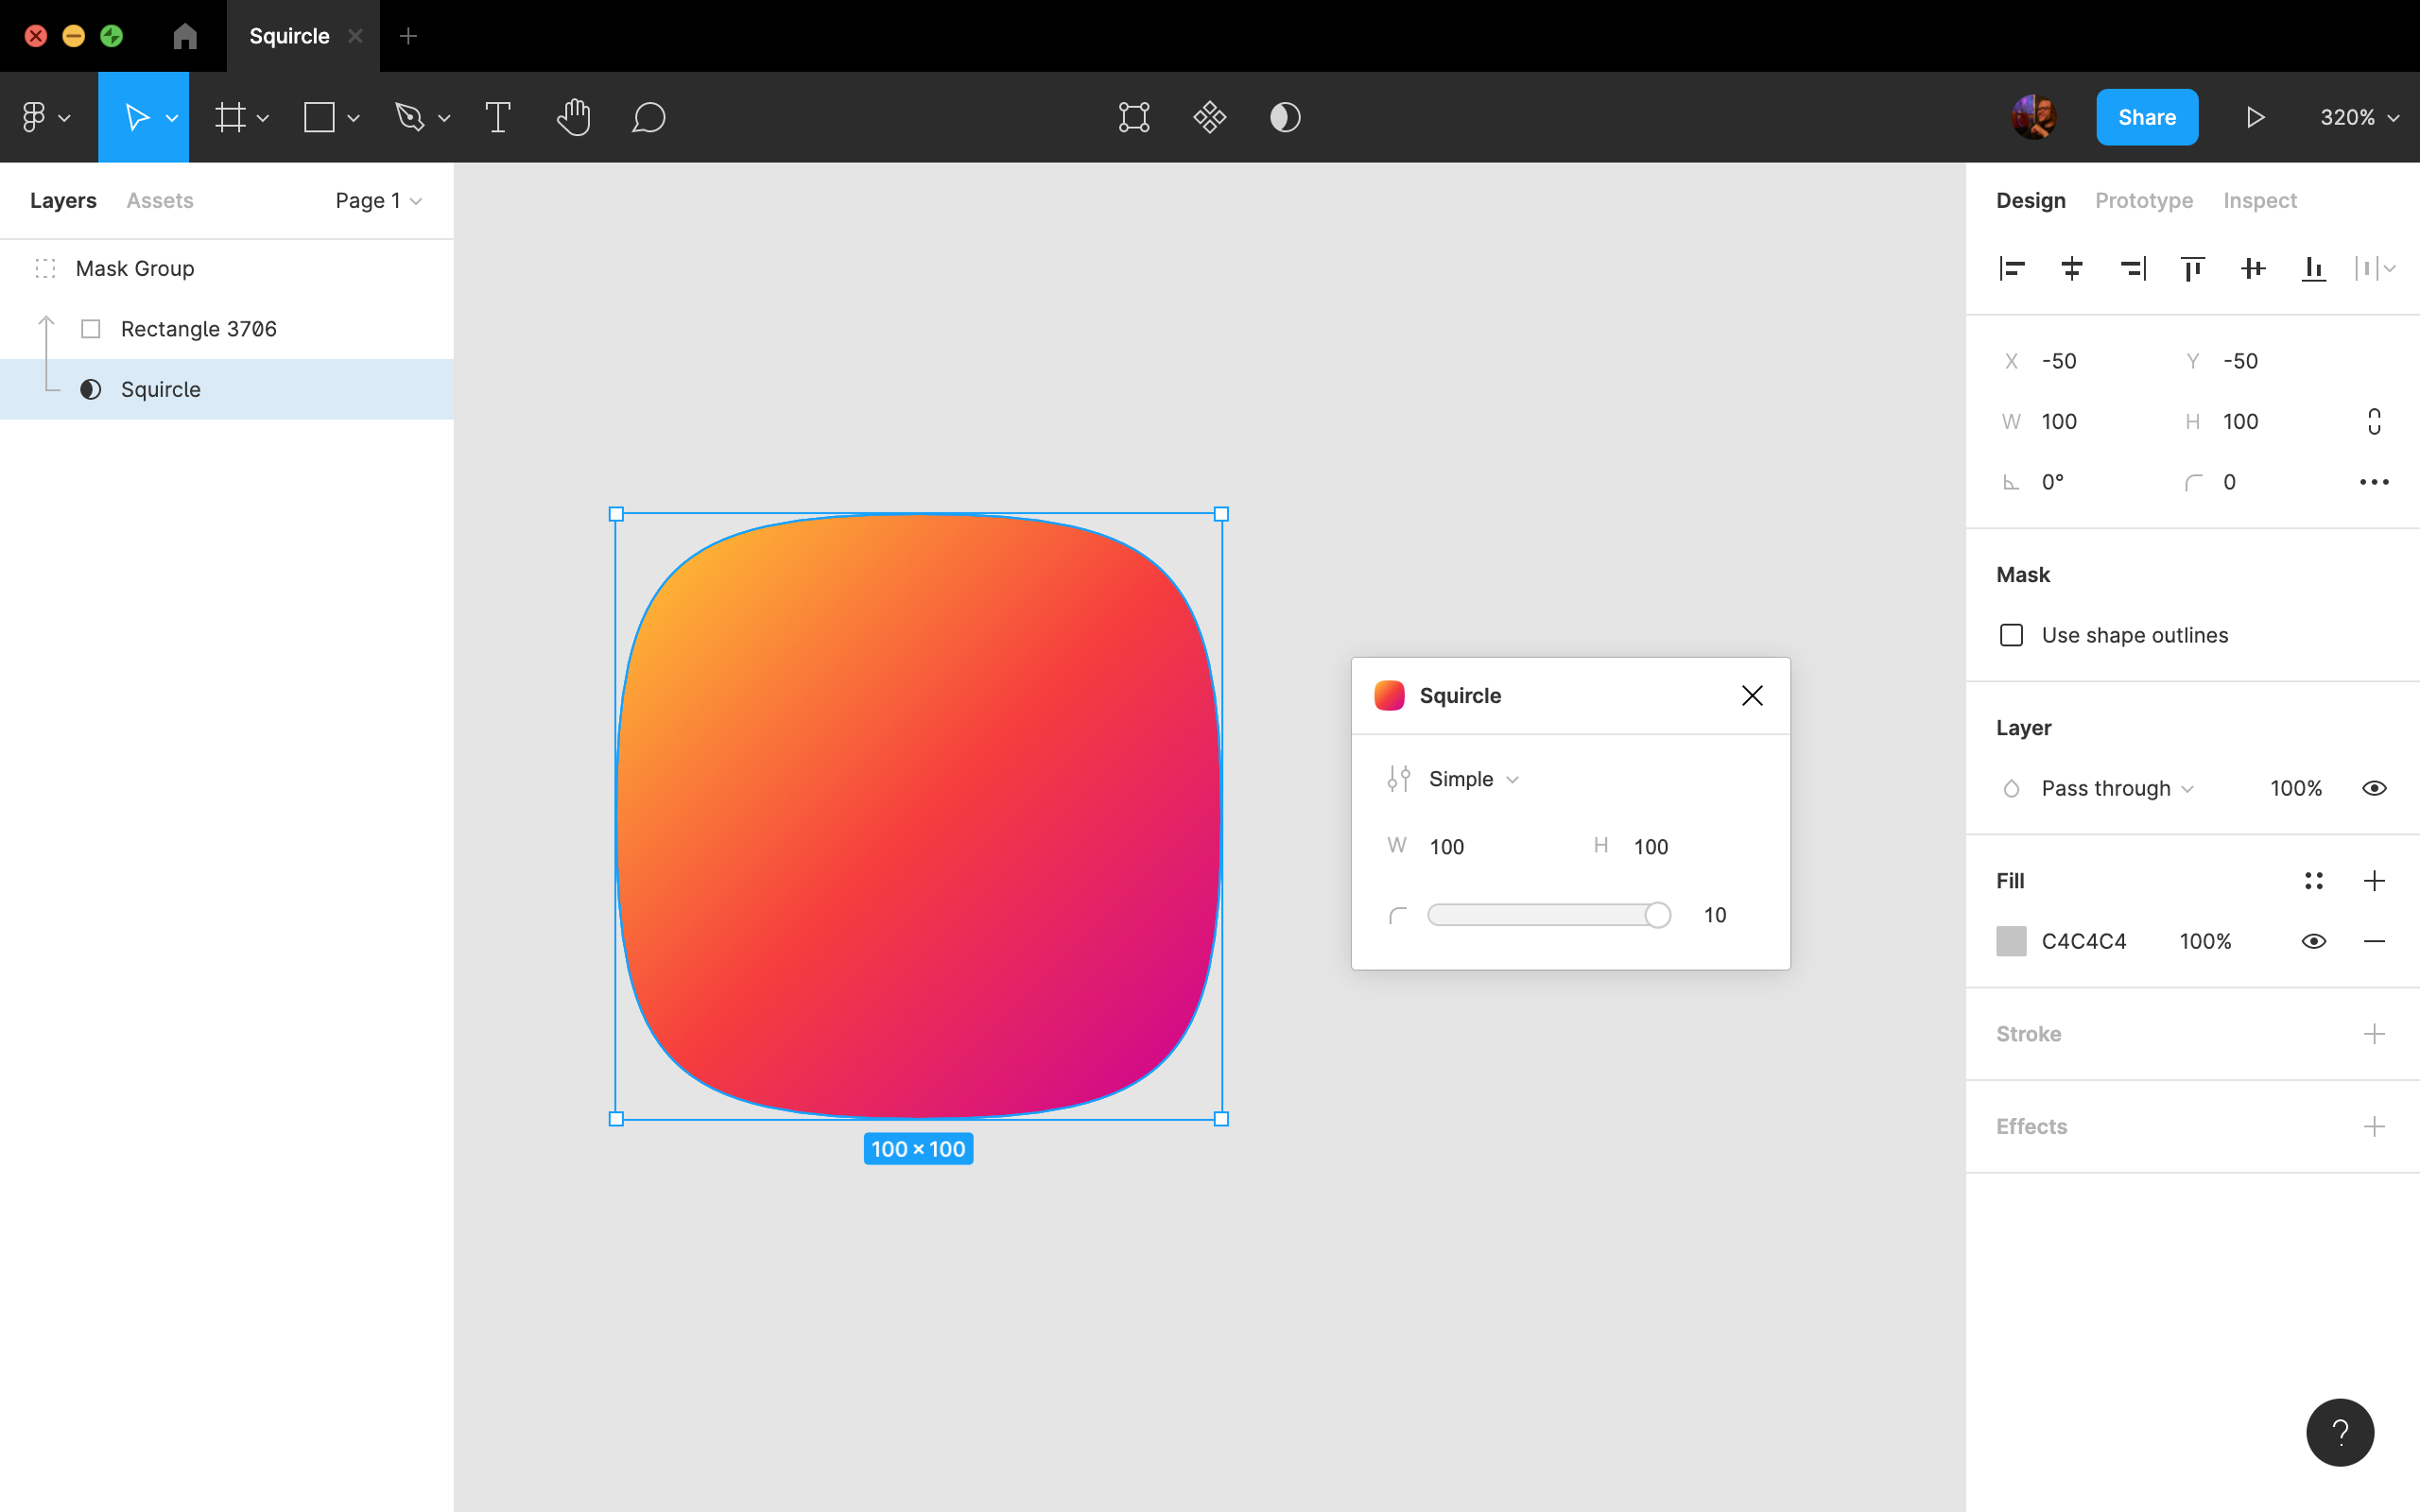 Squircle
Share
320%
Layers
Assets
Page 1
Design
Prototype
Inspect
Mask Group
Rectangle 3706
Squircle
X -50 Y -50
W 100 H 100
0° 0
Mask
Use shape outlines
Squircle
Simple
W 100 H 100
10
Layer
Pass through 100%
Fill
C4C4C4 100%
Stroke
Effects
100 × 100
?